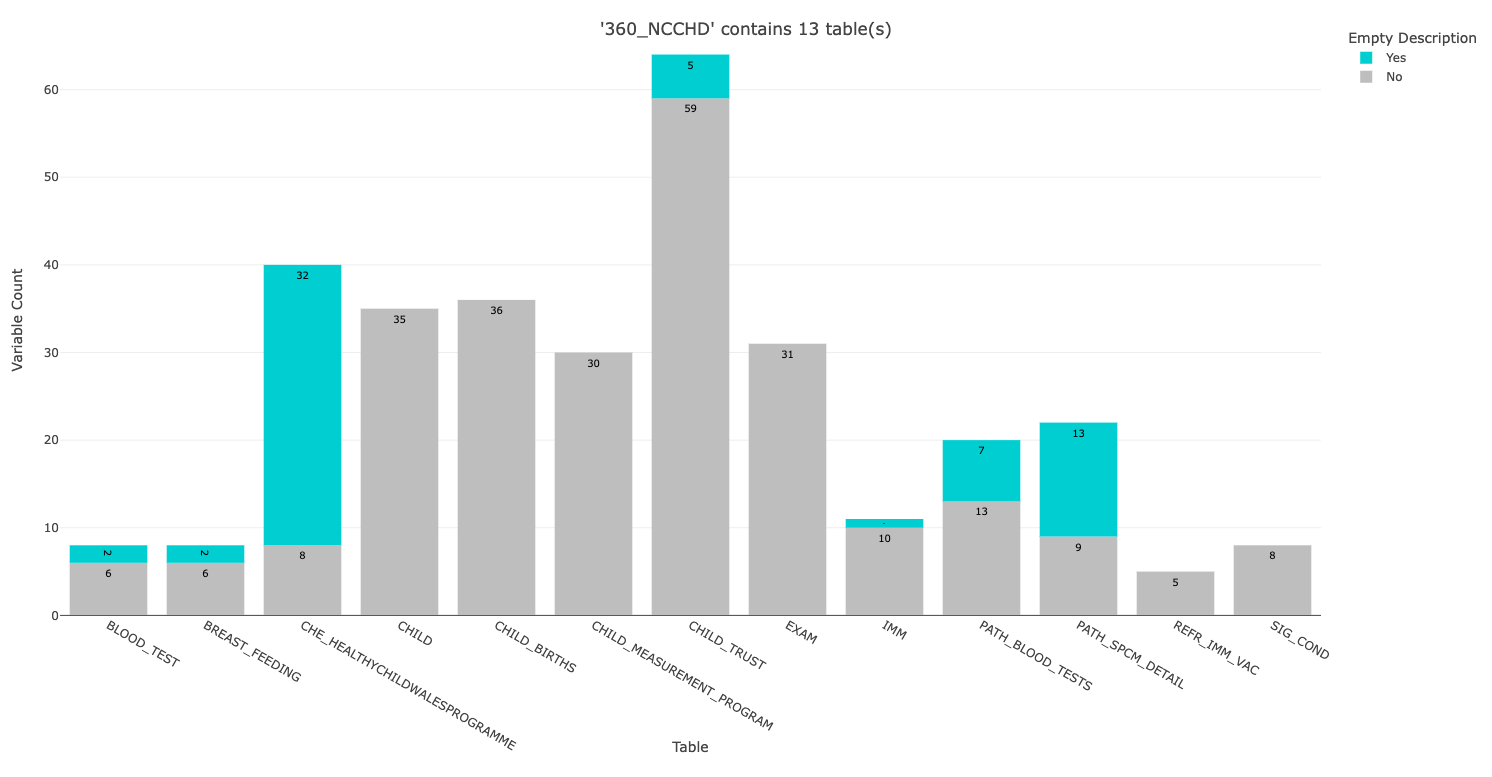 '360_NCCHD' contains 13 table(s)
Empty Description
Yes
No
Variable Count
60
50
40
30
20
10
0
2
6
2
6
32
8
35
36
30
5
59
31
10
7
13
13
9
5
8
BLOOD_TEST
BREAST_FEEDING
CHE_HEALTHYCHILDWALESPROGRAMME
CHILD
CHILD_BIRTHS
CHILD_MEASUREMENT_PROGRAM
CHILD_TRUST
EXAM
IMM
PATH_BLOOD_TESTS
PATH_SPCM_DETAIL
REFR_IMM_VAC
SIG_COND
Table